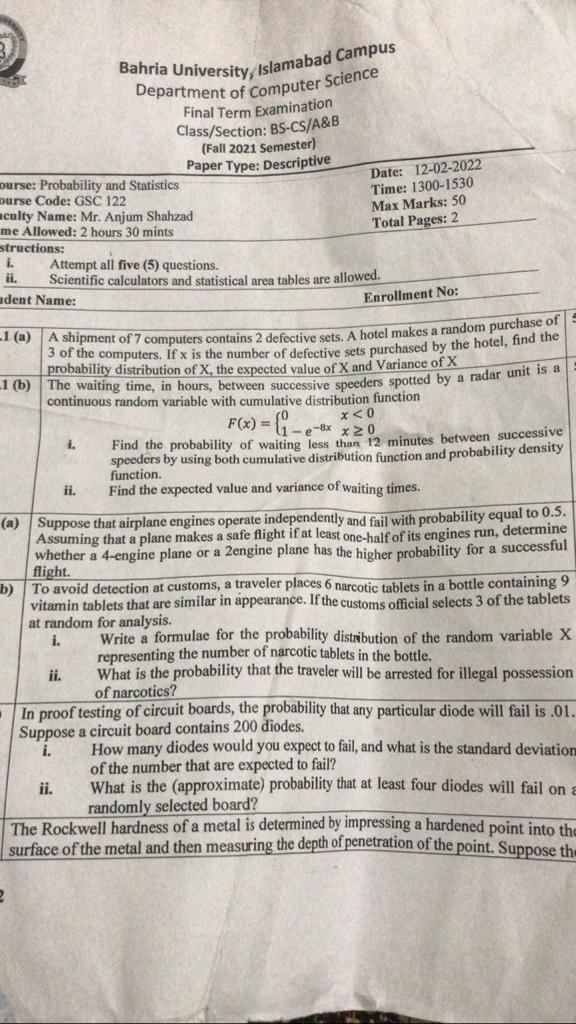 Bahria University, Islamabad Campus
Department of Computer Science
Final Term Examination
Class/Section: BS-CS/A&B
(Fall 2021 Semester)
Paper Type: Descriptive
ourse: Probability and Statistics
Date: 12-02-2022
ourse Code: GSC 122
Time: 1300-1530
culty Name: Mr. Anjum Shahzad
Max Marks: 50
me Allowed: 2 hours 30 mints
Total Pages: 2
structions:
i. Attempt all five (5) questions.
ii. Scientific calculators and statistical area tables are allowed.
dent Name:
Enrollment No:
.1 (a) A shipment of 7 computers contains 2 defective sets. A hotel makes a random purchase of
3 of the computers. If x is the number of defective sets purchased by the hotel, find the
probability distribution of X, the expected value of X and Variance of X
.1 (b) The waiting time, in hours, between successive speeders spotted by a radar unit is a
continuous random variable with cumulative distribution function
F(x) = {0 x < 0
{1 − e^{-8x} x ≥ 0
i. Find the probability of waiting less than 12 minutes between successive
speeders by using both cumulative distribution function and probability density
function.
ii. Find the expected value and variance of waiting times.
(a) Suppose that airplane engines operate independently and fail with probability equal to 0.5.
Assuming that a plane makes a safe flight if at least one-half of its engines run, determine
whether a 4-engine plane or a 2engine plane has the higher probability for a successful
flight.
b) To avoid detection at customs, a traveler places 6 narcotic tablets in a bottle containing 9
vitamin tablets that are similar in appearance. If the customs official selects 3 of the tablets
at random for analysis.
i. Write a formulae for the probability distribution of the random variable X
representing the number of narcotic tablets in the bottle.
ii. What is the probability that the traveler will be arrested for illegal possession
of narcotics?
In proof testing of circuit boards, the probability that any particular diode will fail is .01.
Suppose a circuit board contains 200 diodes.
i. How many diodes would you expect to fail, and what is the standard deviation
of the number that are expected to fail?
ii. What is the (approximate) probability that at least four diodes will fail on a
randomly selected board?
The Rockwell hardness of a metal is determined by impressing a hardened point into the
surface of the metal and then measuring the depth of penetration of the point. Suppose the
2